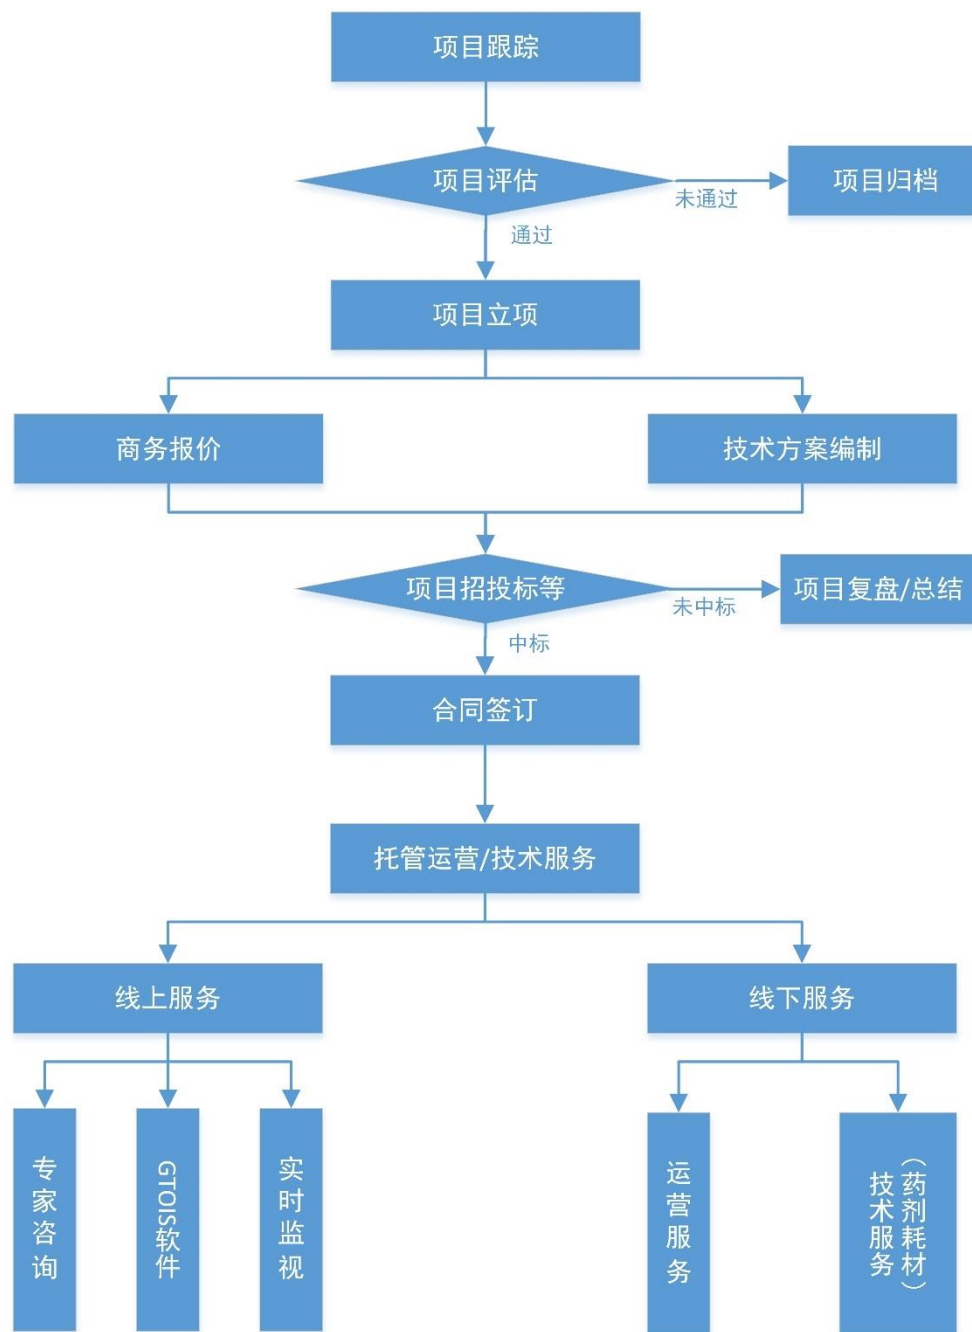 项目跟踪
项目评估
未通过
项目归档
通过
项目立项
商务报价
技术方案编制
项目招投标等
未中标
项目复盘/总结
中标
合同签订
托管运营/技术服务
线上服务
线下服务
专家咨询
GTOIS软件
实时监视
运营服务
技术服务
（药剂耗材）